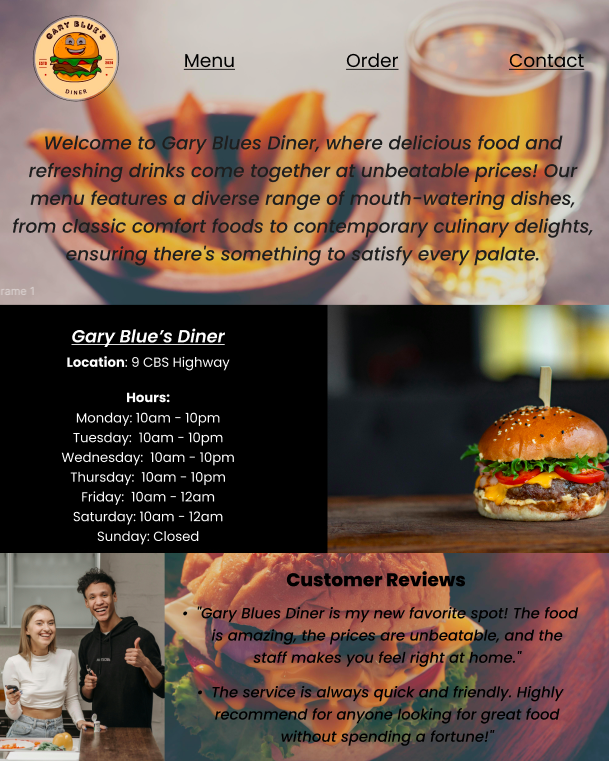 GARY BLUE'S
DINER
Menu Order Contact
Welcome to Gary Blues Diner, where delicious food and
refreshing drinks come together at unbeatable prices! Our
menu features a diverse range of mouth-watering dishes,
from classic comfort foods to contemporary culinary delights,
ensuring there's something to satisfy every palate.
rame 1
Gary Blue's Diner
Location: 9 CBS Highway
Hours:
Monday: 10am - 10pm
Tuesday: 10am - 10pm
Wednesday: 10am - 10pm
Thursday: 10am - 10pm
Friday: 10am - 12am
Saturday: 10am - 12am
Sunday: Closed
Customer Reviews
• "Gary Blues Diner is my new favorite spot! The food
is amazing, the prices are unbeatable, and the
staff makes you feel right at home."
• The service is always quick and friendly. Highly
recommend for anyone looking for great food
without spending a fortune!"